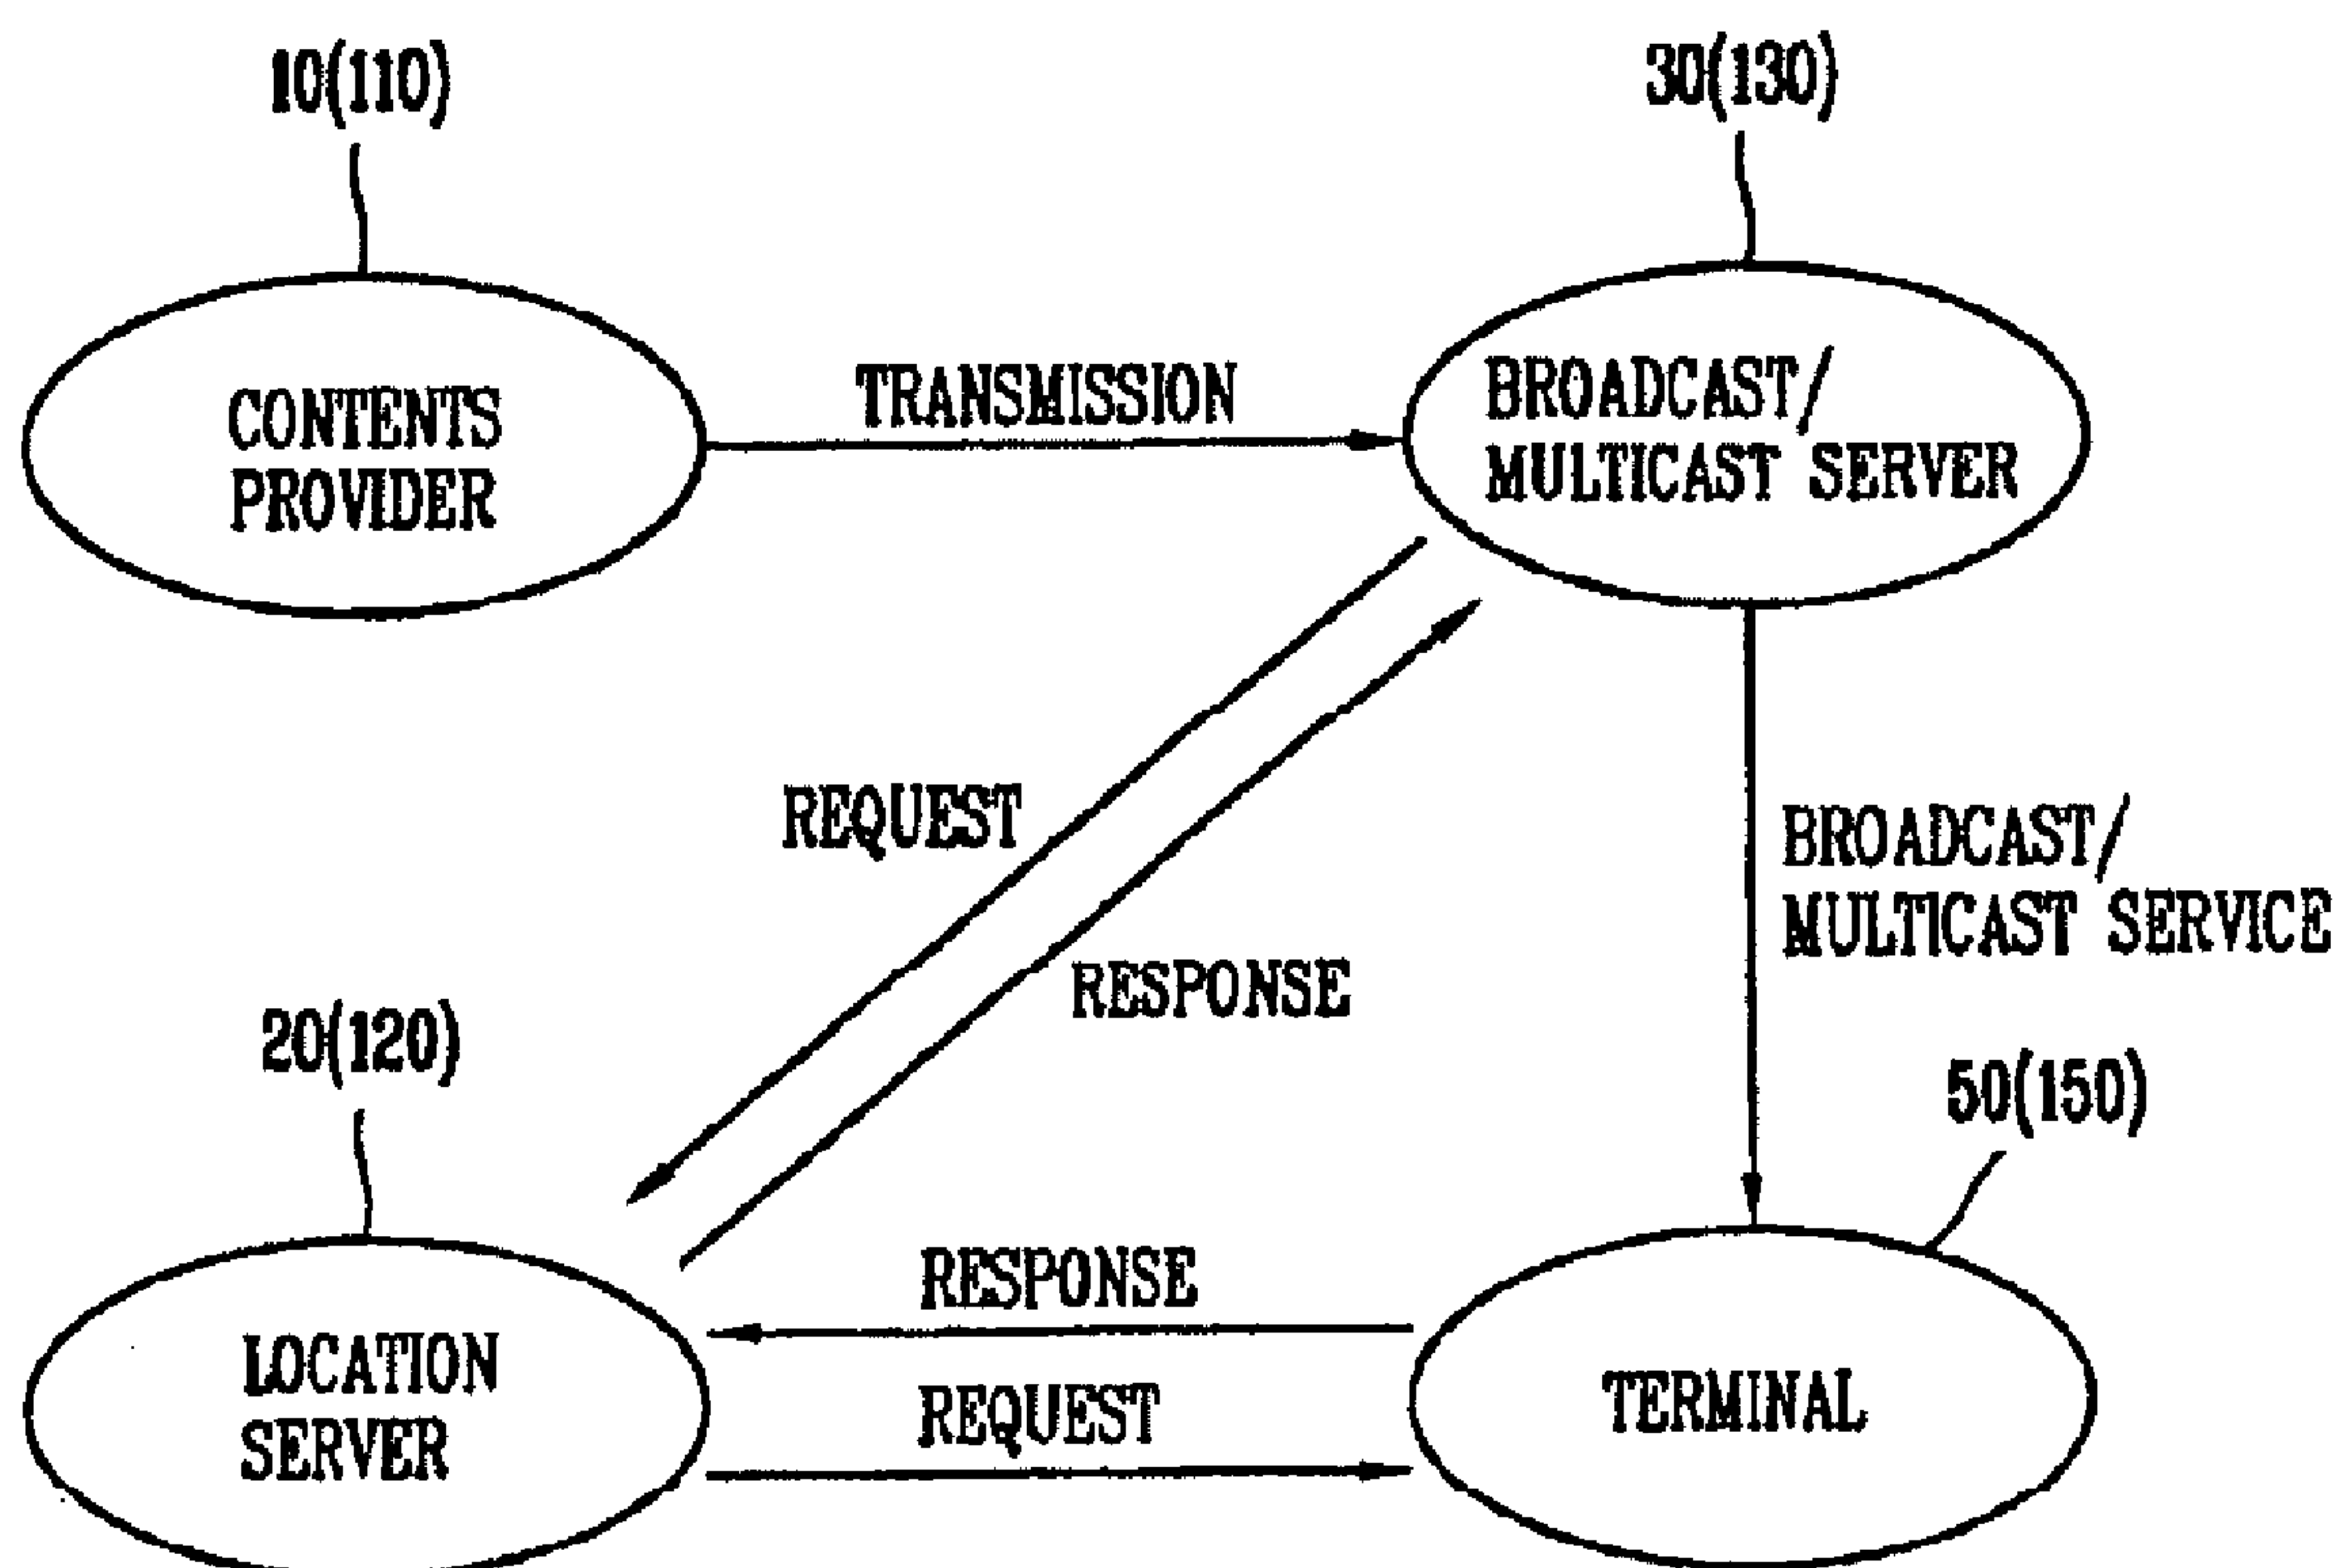 10(110)
30(130)
CONTENTS
PROVIDER
TRANSMISSION
BROADCAST/
MULTICAST SERVER
REQUEST
RESPONSE
BROADCAST/
MULTICAST SERVICE
20(120)
50(150)
LOCATION
SERVER
RESPONSE
REQUEST
TERMINAL